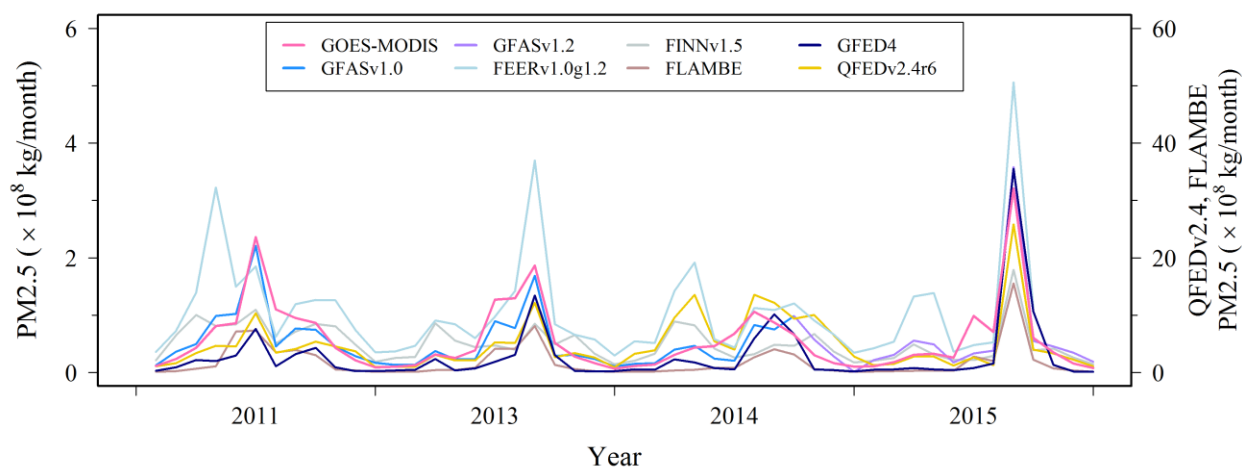 6
4
2
0
PM2.5 ( × 10⁸ kg/month)
GOES-MODIS
GFASv1.0
GFASv1.2
FEERv1.0g1.2
FINNv1.5
FLAMBE
GFED4
QFEDv2.4r6
60
40
20
0
QFEDv2.4, FLAMBE
PM2.5 ( × 10⁸ kg/month)
2011
2013
2014
2015
Year